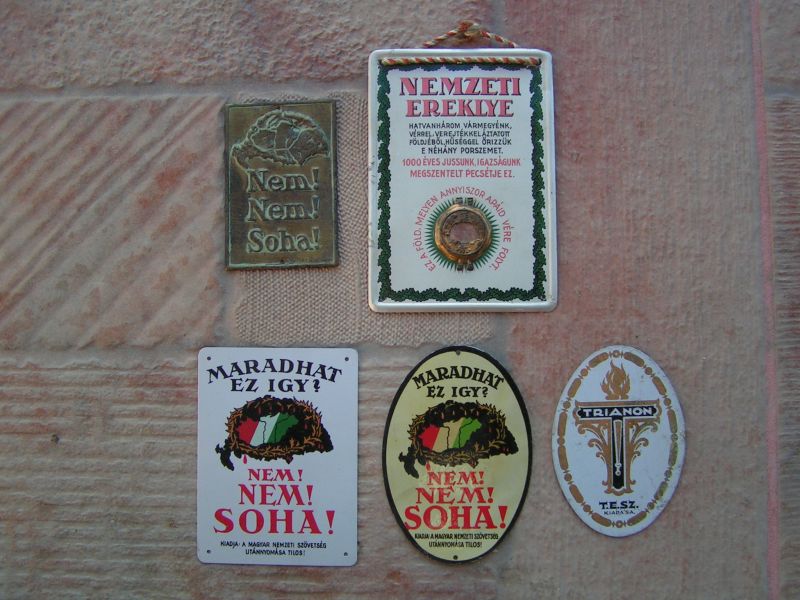 Nem!
Nem!
Soha!
NEMZETI
EREKLYE
HATVANHÁROM VÁRMEGYÉNK,
VÉRREL, VEREJTÉKKEL ÁZTATOTT
FÖLDJÉBŐL, HŰSÉGGEL ŐRIZZÜK
E NÉHÁNY PORSZEMET.
1000 ÉVES JUSSUNK, IGAZSÁGUNK
MEGSZENTELT PECSÉTJE EZ.
EZ A FÖLD, MELYEN ANNYISZOR APÁID VÉRE FOLYT.
MARADHAT
EZ IGY?
NEM!
NEM!
SOHA!
KIADJA: A MAGYAR NEMZETI SZÖVETSÉG
UTÁNNYOMÁSA TILOS!
MARADHAT
EZ IGY?
NEM!
NEM!
SOHA!
KIADJA: A MAGYAR NEMZETI SZÖVETSÉG
UTÁNNYOMÁSA TILOS!
TRIANON
T.E.SZ.
KIADÁSA.